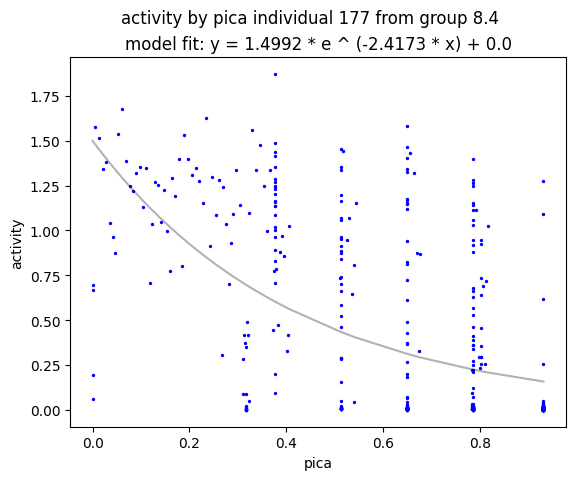 activity by pica individual 177 from group 8.4
model fit: y = 1.4992 * e ^ (-2.4173 * x) + 0.0
1.75
1.50
1.25
1.00
0.75
0.50
0.25
0.00
activity
0.0 0.2 0.4 0.6 0.8
pica